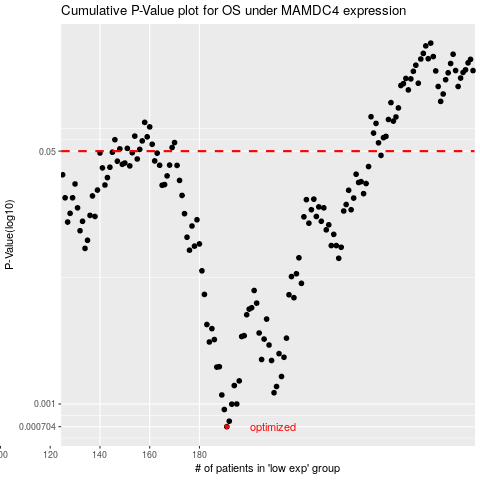 Cumulative P-Value plot for OS under MAMDC4 expression
P-Value(log10)
0.05
0.001
0.000704
optimized
00 120 140 160 180
# of patients in 'low exp' group